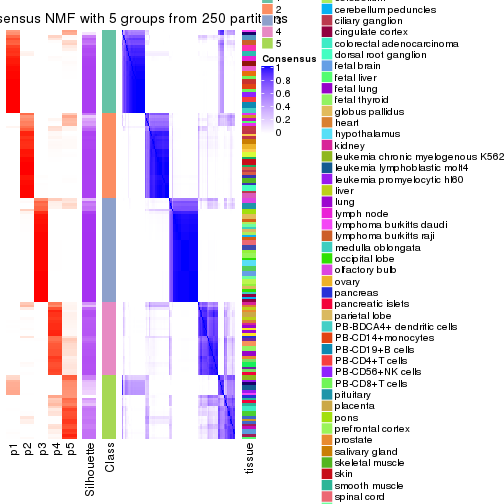 sensus NMF with 5 groups from 250 partitions
2
4
5
Consensus
1
0.8
0.6
0.4
0.2
0
p1
p2
p3
p4
p5
Silhouette
Class
tissue
cerebellum peduncles
ciliary ganglion
cingulate cortex
colorectal adenocarcinoma
dorsal root ganglion
fetal brain
fetal liver
fetal lung
fetal thyroid
globus pallidus
heart
hypothalamus
kidney
leukemia chronic myelogenous K562
leukemia lymphoblastic molt4
leukemia promyelocytic hl60
liver
lung
lymph node
lymphoma burkitts daudi
lymphoma burkitts raji
medulla oblongata
occipital lobe
olfactory bulb
ovary
pancreas
pancreatic islets
parietal lobe
PB-BDCA4+ dendritic cells
PB-CD14+monocytes
PB-CD19+B cells
PB-CD4+T cells
PB-CD56+NK cells
PB-CD8+T cells
pituitary
placenta
pons
prefrontal cortex
prostate
salivary gland
skeletal muscle
skin
smooth muscle
spinal cord